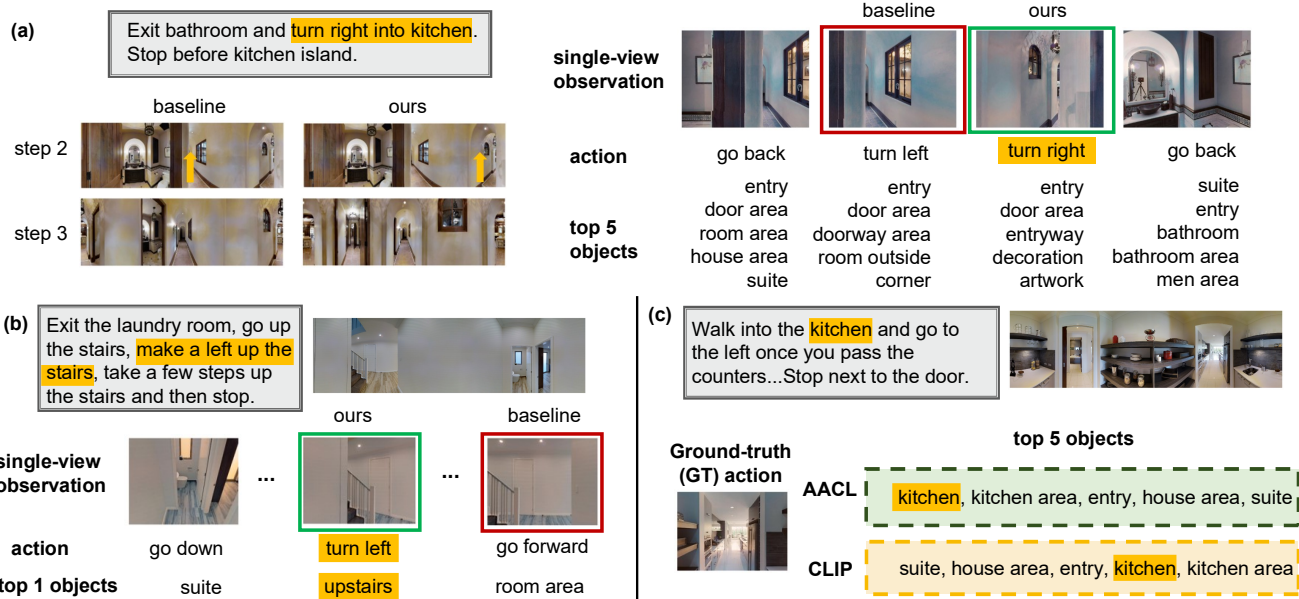 (a)
Exit bathroom and turn right into kitchen.
Stop before kitchen island.
baseline
ours
step 2
step 3
baseline
ours
single-view
observation
action
go back
turn left
turn right
go back
top 5
objects
entry
door area
room area
house area
suite
entry
door area
doorway area
room outside
corner
entry
door area
entryway
decoration
artwork
suite
entry
bathroom
bathroom area
men area
(b)
Exit the laundry room, go up
the stairs, make a left up the
stairs, take a few steps up
the stairs and then stop.
ours
baseline
single-view
observation
...
...
action
go down
turn left
go forward
top 1 objects
suite
upstairs
room area
(c)
Walk into the kitchen and go to
the left once you pass the
counters...Stop next to the door.
Ground-truth
(GT) action
top 5 objects
AACL
kitchen, kitchen area, entry, house area, suite
CLIP
suite, house area, entry, kitchen, kitchen area